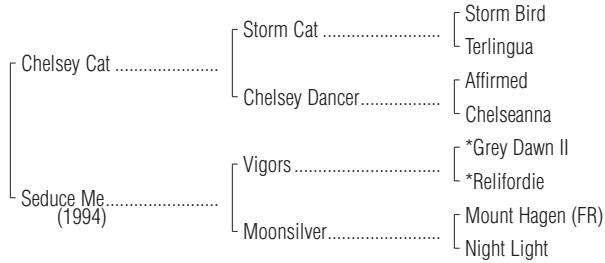 Storm Bird
Storm Cat ........................
Terlingua
Chelsey Cat .....................
Affirmed
Chelsey Dancer................
Chelseanna
*Grey Dawn II
Vigors ..............................
*Relifordie
Seduce Me.......................
(1994)
Mount Hagen (FR)
Moonsilver.......................
Night Light